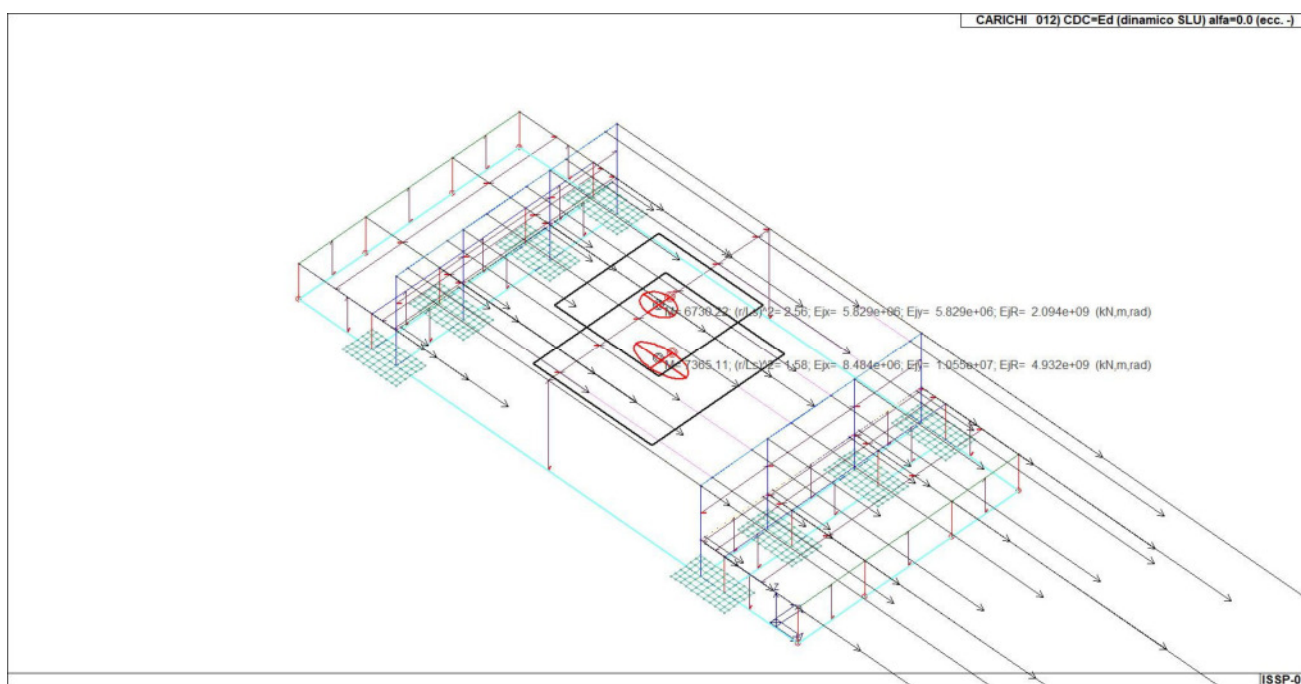 CARICHI 012) CDC=Ed (dinamico SLU) alfa=0.0 (ecc. -)
M= 6730.22; (r/Ls)^2= 2.56; Ejx= 5.829e+06; Ejy= 5.829e+06; EjR= 2.094e+09 (kN,m,rad)
M= 7365.11; (r/Ls)^2= 1.58; Ejx= 8.484e+06; Ejy= 1.055e+07; EjR= 4.932e+09 (kN,m,rad)
Z
ISSP-0